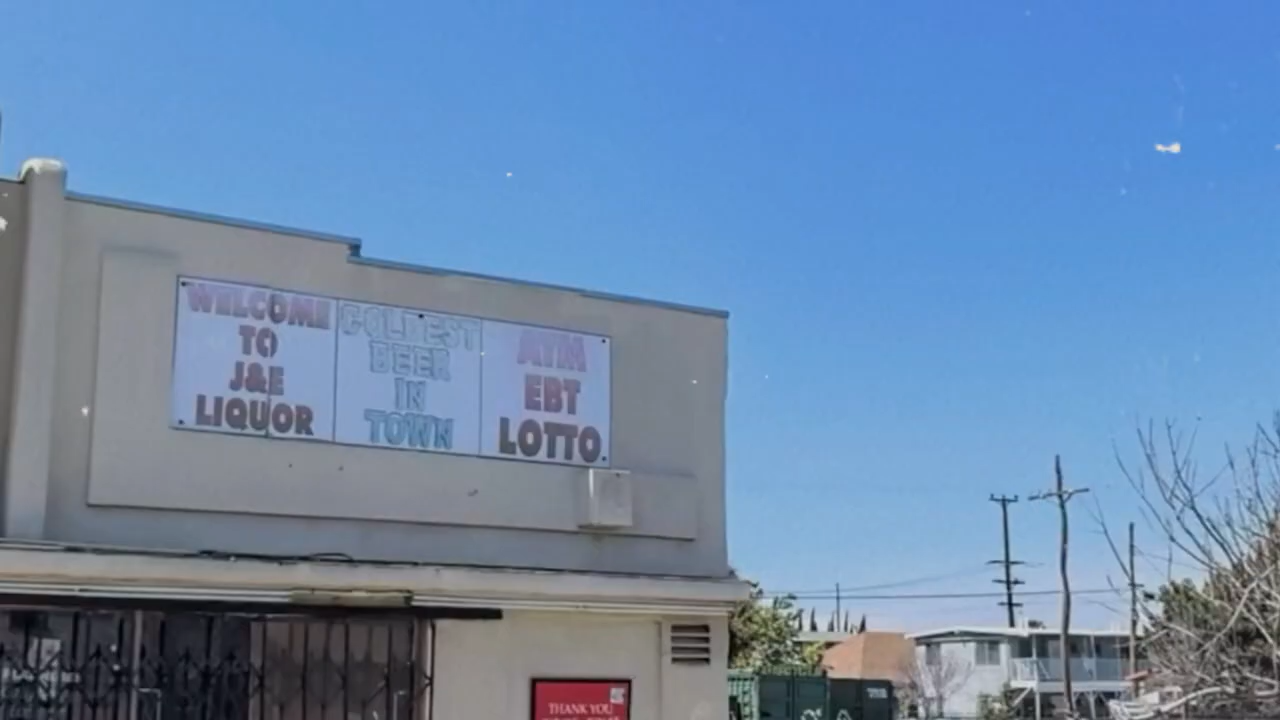 WELCOME
TO
J&E
LIQUOR
COLDEST
BEER
IN
TOWN
ATM
EBT
LOTTO
THANK YOU